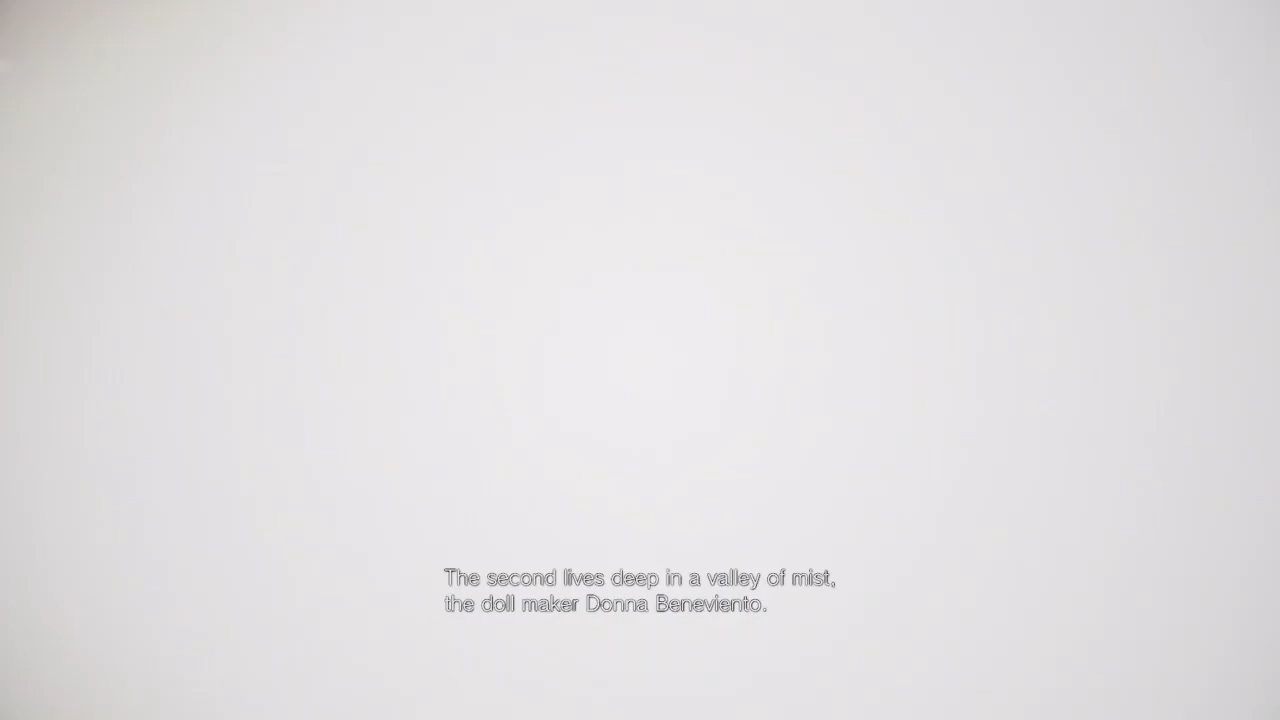 The second lives deep in a valley of mist,
the doll maker Donna Beneviento.